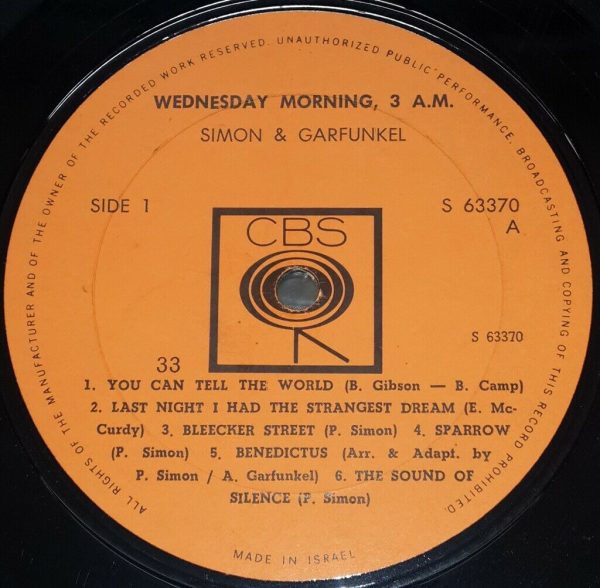 ALL RIGHTS OF THE MANUFACTURER AND OF THE OWNER OF THE RECORDED WORK RESERVED. UNAUTHORIZED PUBLIC PERFORMANCE, BROADCASTING AND COPYING OF THIS RECORD PROHIBITED.
WEDNESDAY MORNING, 3 A.M.
SIMON & GARFUNKEL
SIDE 1
S 63370
A
CBS
S 63370
33
1. YOU CAN TELL THE WORLD (B. Gibson — B. Camp)
2. LAST NIGHT I HAD THE STRANGEST DREAM (E. Mc-
Curdy) 3. BLEECKER STREET (P. Simon) 4. SPARROW
(P. Simon) 5. BENEDICTUS (Arr. & Adapt. by
P. Simon / A. Garfunkel) 6. THE SOUND OF
SILENCE (P. Simon)
MADE IN ISRAEL